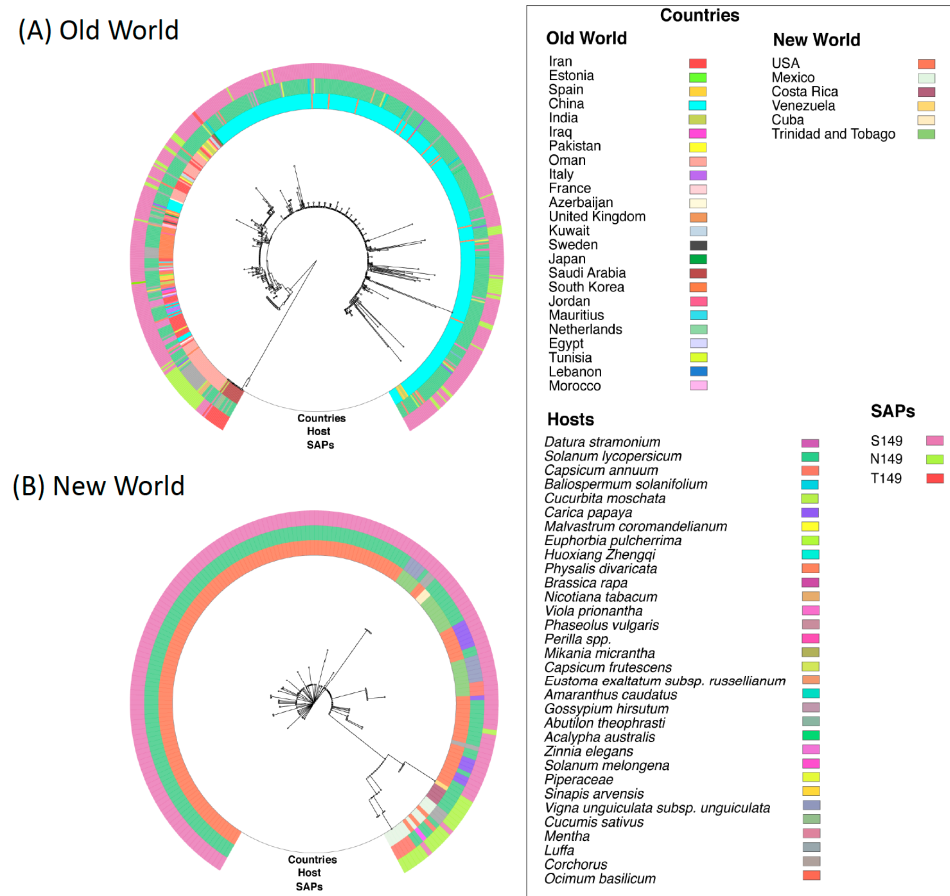 (A) Old World
Countries
Host
SAPs
(B) New World
Countries
Host
SAPs
Countries
Old World
Iran
Estonia
Spain
China
India
Iraq
Pakistan
Oman
Italy
France
Azerbaijan
United Kingdom
Kuwait
Sweden
Japan
Saudi Arabia
South Korea
Jordan
Mauritius
Netherlands
Egypt
Tunisia
Lebanon
Morocco
New World
USA
Mexico
Costa Rica
Venezuela
Cuba
Trinidad and Tobago
Hosts
Datura stramonium
Solanum lycopersicum
Capsicum annuum
Baliospermum solanifolium
Cucurbita moschata
Carica papaya
Malvastrum coromandelianum
Euphorbia pulcherrima
Huoxiang Zhengqi
Physalis divaricata
Brassica rapa
Nicotiana tabacum
Viola prionantha
Phaseolus vulgaris
Perilla spp.
Mikania micrantha
Capsicum frutescens
Eustoma exaltatum subsp. russellianum
Amaranthus caudatus
Gossypium hirsutum
Abutilon theophrasti
Acalypha australis
Zinnia elegans
Solanum melongena
Piperaceae
Sinapis arvensis
Vigna unguiculata subsp. unguiculata
Cucumis sativus
Mentha
Luffa
Corchorus
Ocimum basilicum
SAPs
S149
N149
T149